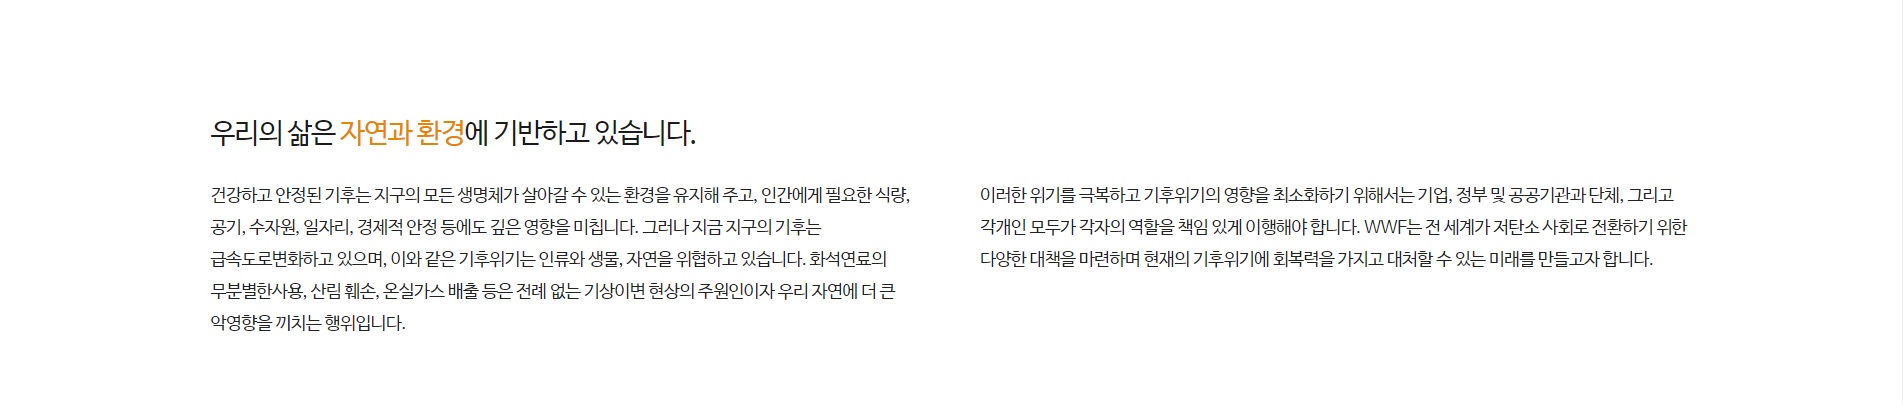 우리의 삶은 자연과 환경에 기반하고 있습니다.
건강하고 안정된 기후는 지구의 모든 생명체가 살아갈 수 있는 환경을 유지해 주고, 인간에게 필요한 식량,
공기, 수자원, 일자리, 경제적 안정 등에도 깊은 영향을 미칩니다. 그러나 지금 지구의 기후는
급속도로변화하고 있으며, 이와 같은 기후위기는 인류와 생물, 자연을 위협하고 있습니다. 화석연료의
무분별한사용, 산림 훼손, 온실가스 배출 등은 전례 없는 기상이변 현상의 주원인이자 우리 자연에 더 큰
악영향을 끼치는 행위입니다.
이러한 위기를 극복하고 기후위기의 영향을 최소화하기 위해서는 기업, 정부 및 공공기관과 단체, 그리고
각개인 모두가 각자의 역할을 책임 있게 이행해야 합니다. WWF는 전 세계가 저탄소 사회로 전환하기 위한
다양한 대책을 마련하며 현재의 기후위기에 회복력을 가지고 대처할 수 있는 미래를 만들고자 합니다.